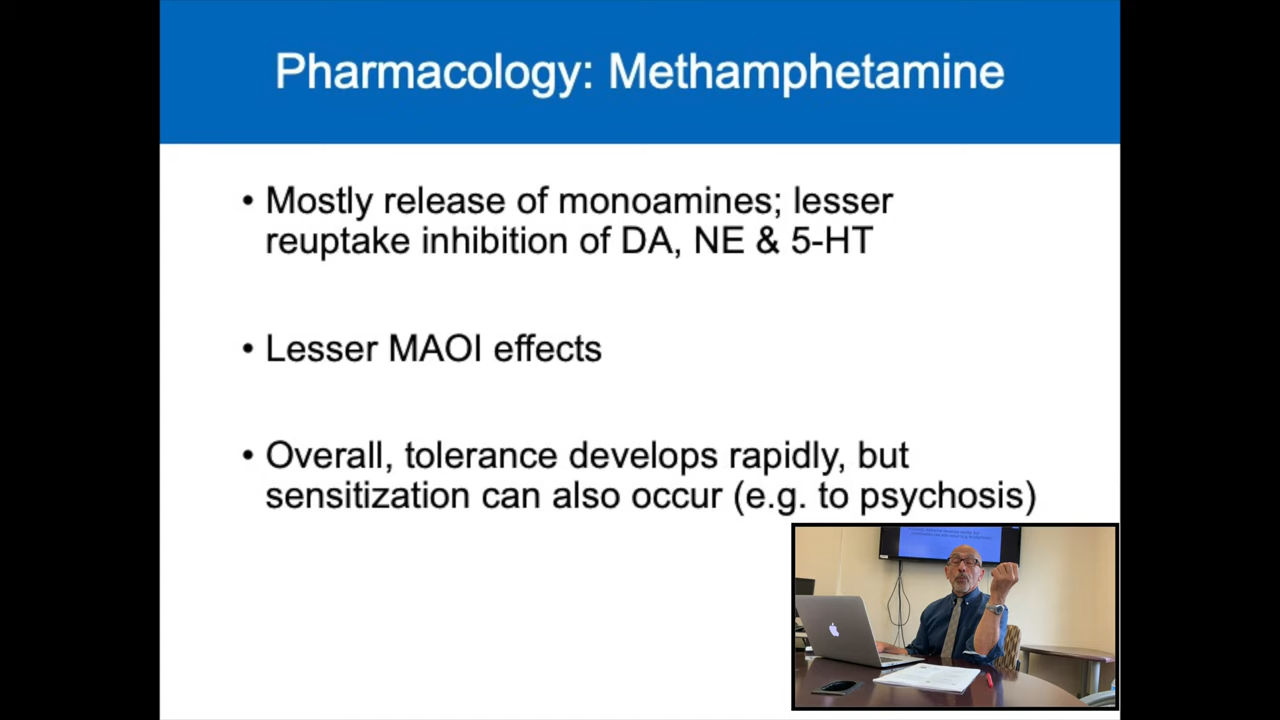 Pharmacology: Methamphetamine
• Mostly release of monoamines; lesser
reuptake inhibition of DA, NE & 5-HT
• Lesser MAOI effects
• Overall, tolerance develops rapidly, but
sensitization can also occur (e.g. to psychosis)